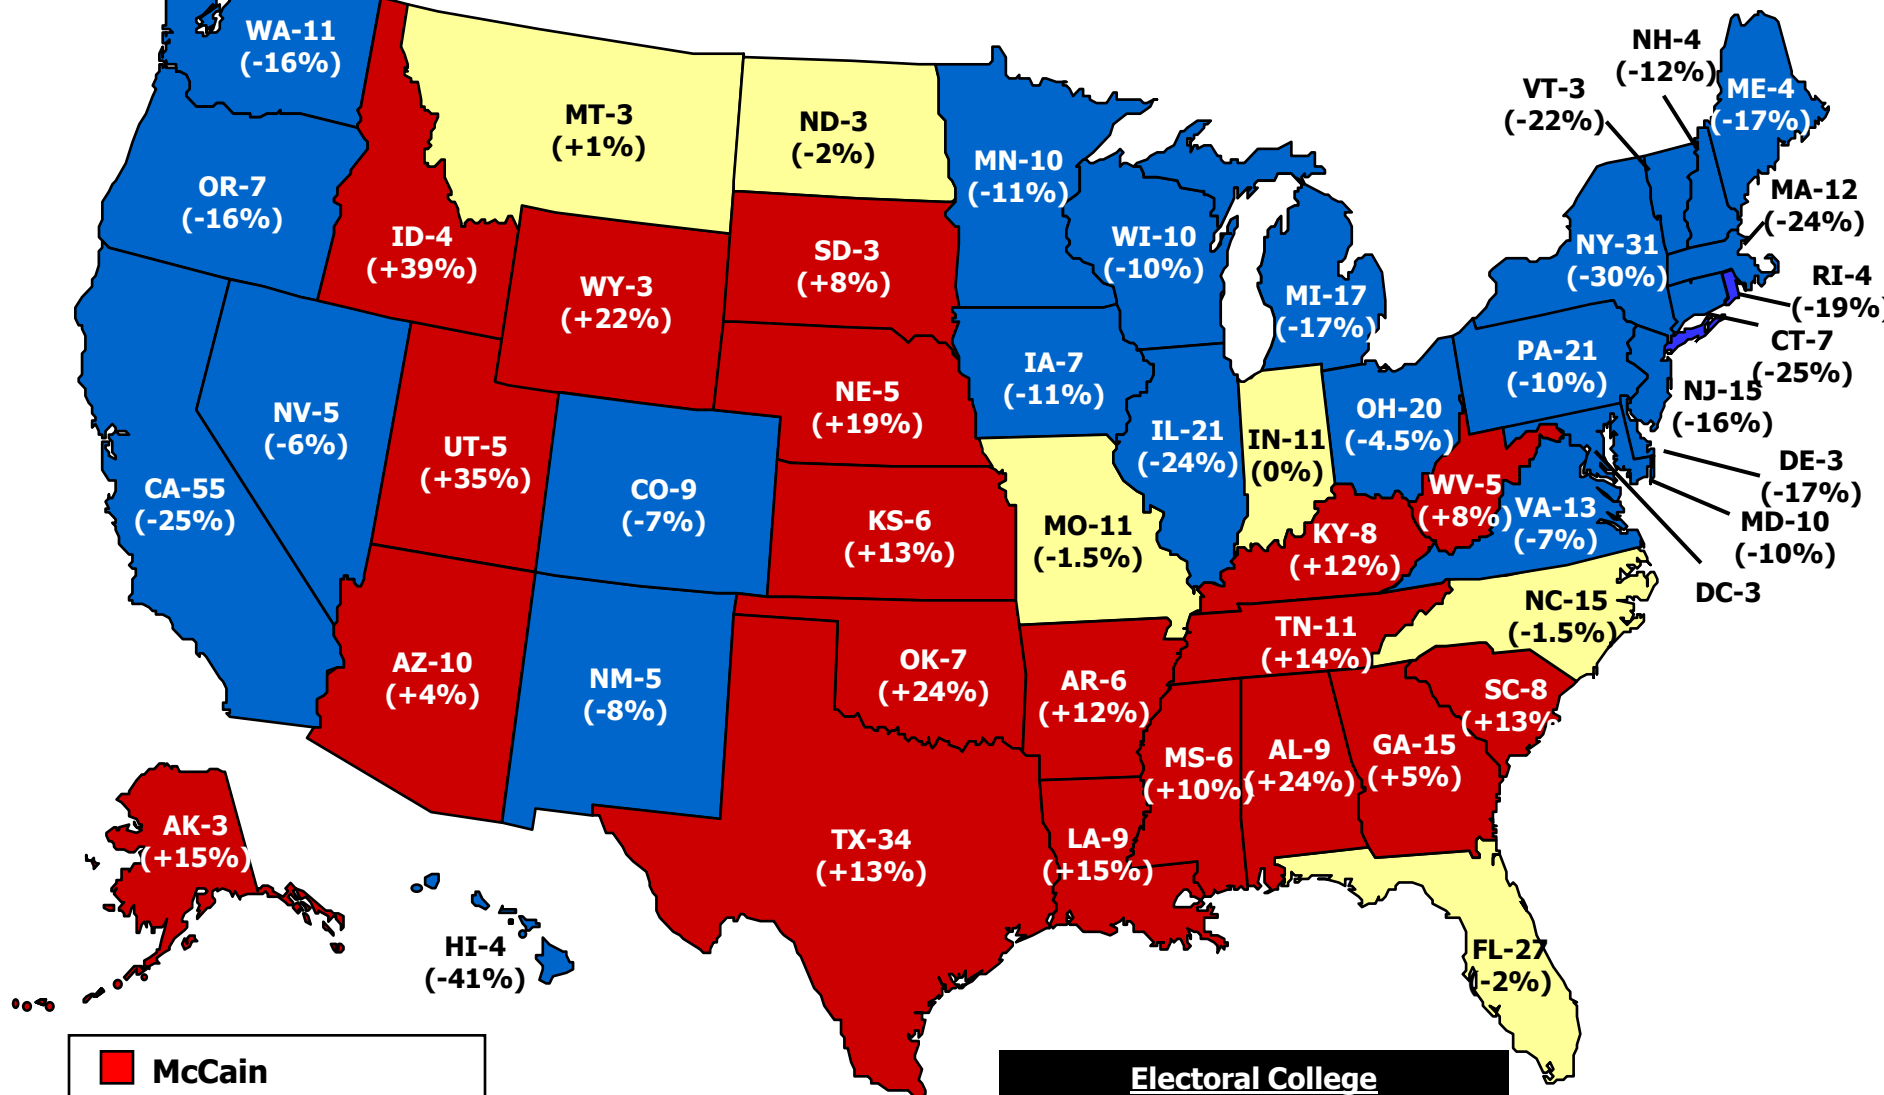 WA-11
(-16%)
OR-7
(-16%)
ID-4
(+39%)
MT-3
(+1%)
ND-3
(-2%)
MN-10
(-11%)
WI-10
(-10%)
MI-17
(-17%)
NY-31
(-30%)
VT-3
(-22%)
NH-4
(-12%)
ME-4
(-17%)
MA-12
(-24%)
RI-4
(-19%)
CT-7
(-25%)
NJ-15
(-16%)
DE-3
(-17%)
MD-10
(-10%)
DC-3
WY-3
(+22%)
SD-3
(+8%)
NE-5
(+19%)
IA-7
(-11%)
IL-21
(-24%)
IN-11
(0%)
OH-20
(-4.5%)
PA-21
(-10%)
WV-5
(+8%)
VA-13
(-7%)
CA-55
(-25%)
NV-5
(-6%)
UT-5
(+35%)
CO-9
(-7%)
KS-6
(+13%)
MO-11
(-1.5%)
KY-8
(+12%)
NC-15
(-1.5%)
TN-11
(+14%)
AZ-10
(+4%)
NM-5
(-8%)
OK-7
(+24%)
AR-6
(+12%)
SC-8
(+13%
MS-6
(+10%)
AL-9
(+24%)
GA-15
(+5%)
TX-34
(+13%)
LA-9
(+15%)
FL-27
(-2%)
AK-3
(+15%)
HI-4
(-41%)
McCain
Electoral College